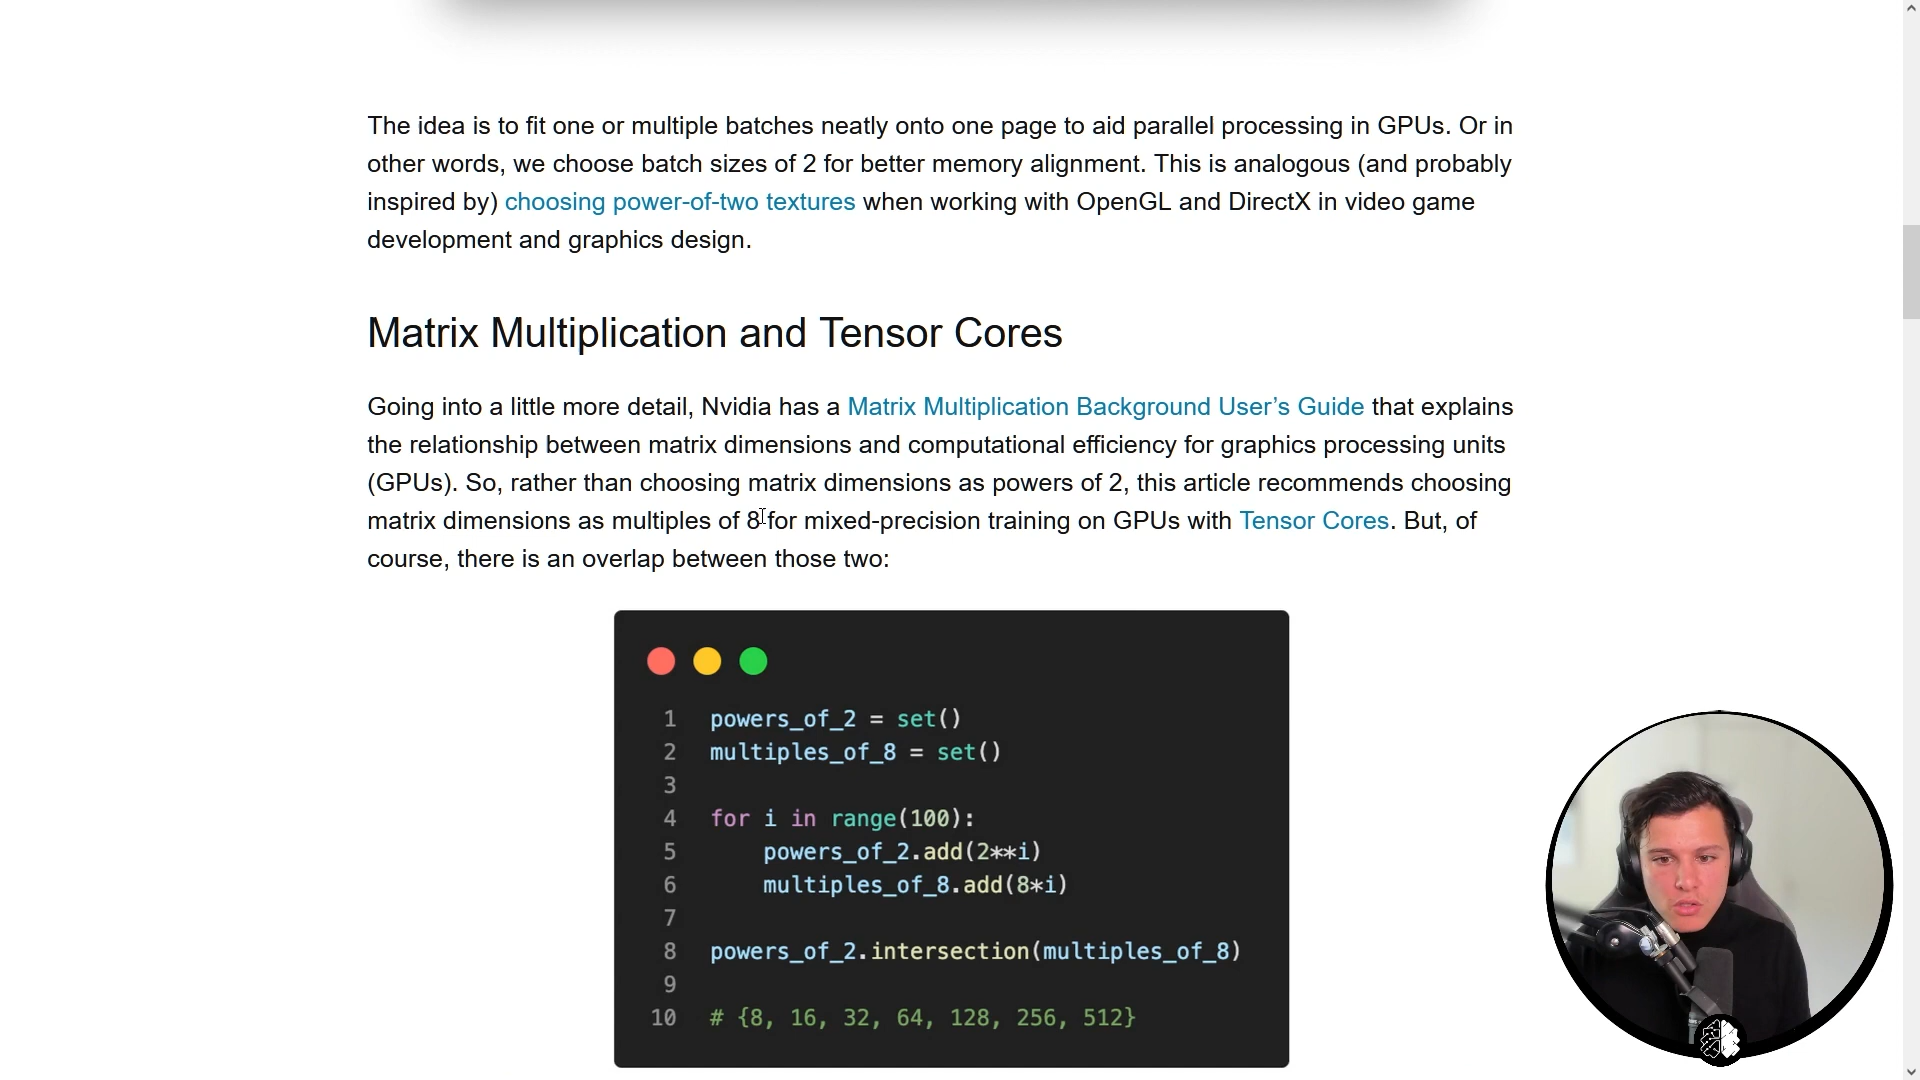 The idea is to fit one or multiple batches neatly onto one page to aid parallel processing in GPUs. Or in
other words, we choose batch sizes of 2 for better memory alignment. This is analogous (and probably
inspired by) choosing power-of-two textures when working with OpenGL and DirectX in video game
development and graphics design.
Matrix Multiplication and Tensor Cores
Going into a little more detail, Nvidia has a Matrix Multiplication Background User’s Guide that explains
the relationship between matrix dimensions and computational efficiency for graphics processing units
(GPUs). So, rather than choosing matrix dimensions as powers of 2, this article recommends choosing
matrix dimensions as multiples of 8 for mixed-precision training on GPUs with Tensor Cores. But, of
course, there is an overlap between those two:
1 powers_of_2 = set()
2 multiples_of_8 = set()
3
4 for i in range(100):
5     powers_of_2.add(2**i)
6     multiples_of_8.add(8*i)
7
8 powers_of_2.intersection(multiples_of_8)
9
10 # {8, 16, 32, 64, 128, 256, 512}